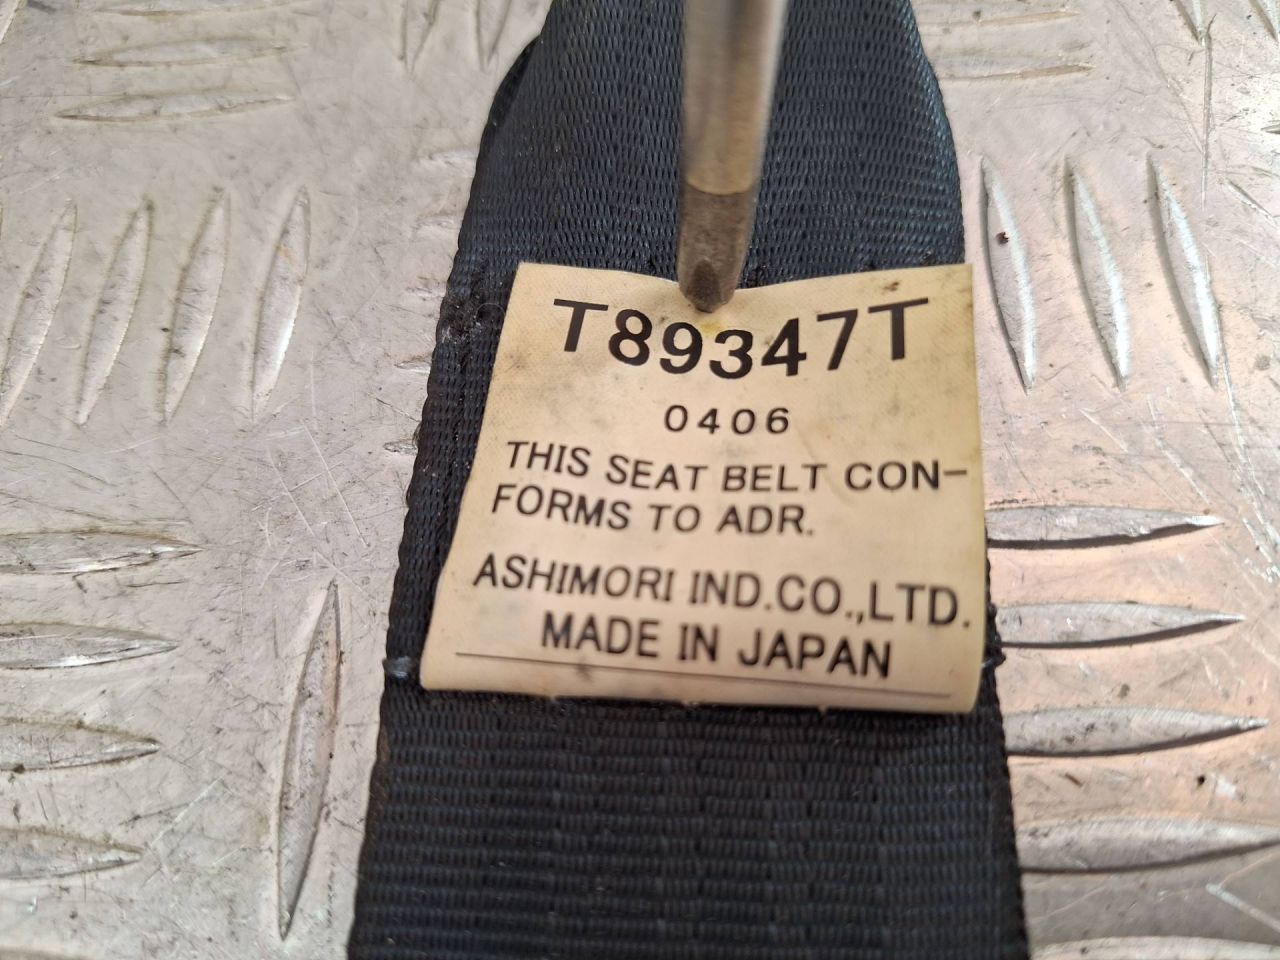 T89347T
0406
THIS SEAT BELT CON-
FORMS TO ADR.
ASHIMORI IND.CO.,LTD.
MADE IN JAPAN